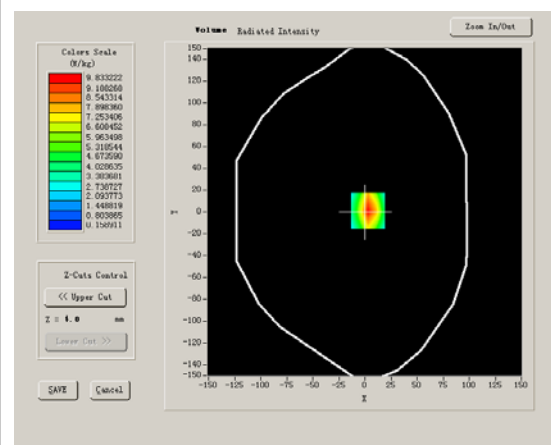 Volume Radiated Intensity
Zoom In/Out
Colors Scale
(W/kg)
9.833222
9.188268
8.543314
7.898360
7.253406
6.608452
5.963498
5.318544
4.673590
4.028635
3.383681
2.738727
2.093773
1.448819
0.803865
0.158911
150
140
120
100
80
60
40
20
0
-20
-40
-60
-80
-100
-120
-140
-150
Y
-150 -125 -100 -75 -50 -25 0 25 50 75 100 125 150
X
Z-Cuts Control
<< Upper Cut
Z = 4.0 mm
Lower Cut >>
SAVE
Cancel